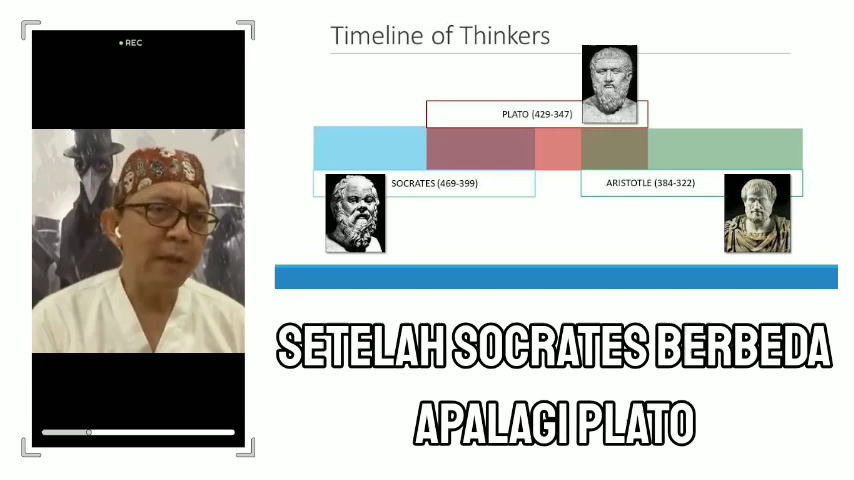 REC
Timeline of Thinkers
PLATO (429-347)
SOCRATES (469-399)
ARISTOTLE (384-322)
SETELAH SOCRATES BERBEDA
APALAGI PLATO